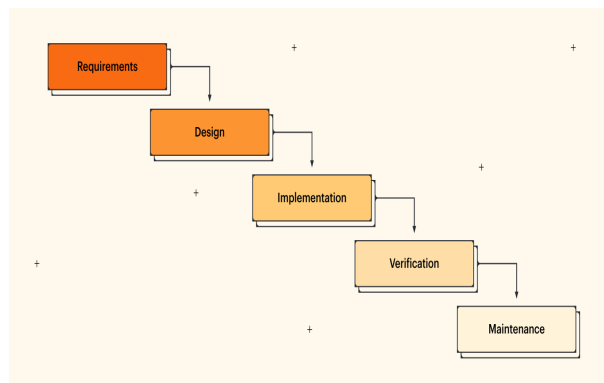 Requirements
Design
Implementation
Verification
Maintenance